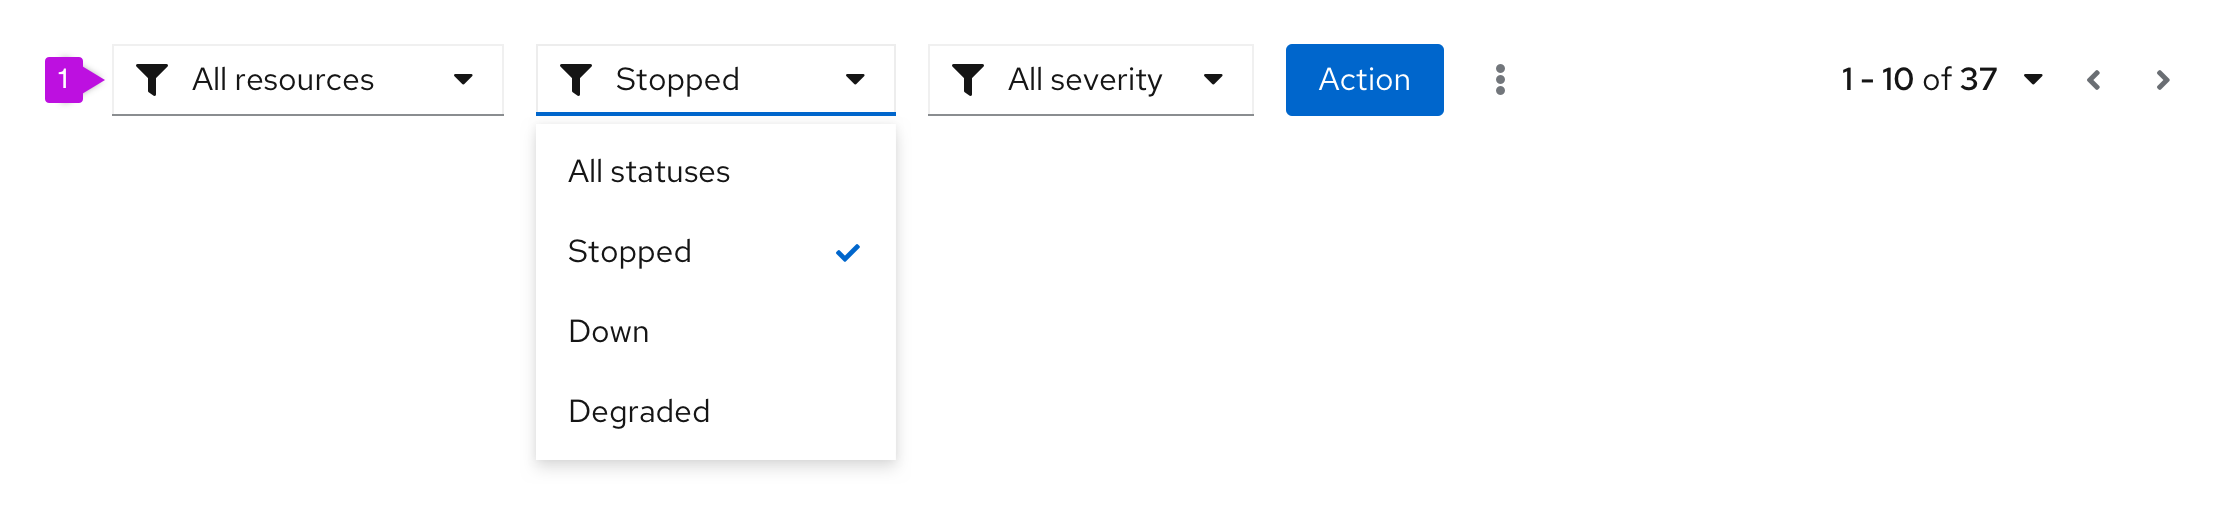 1 All resources Stopped All severity Action 1 - 10 of 37
All statuses
Stopped
Down
Degraded